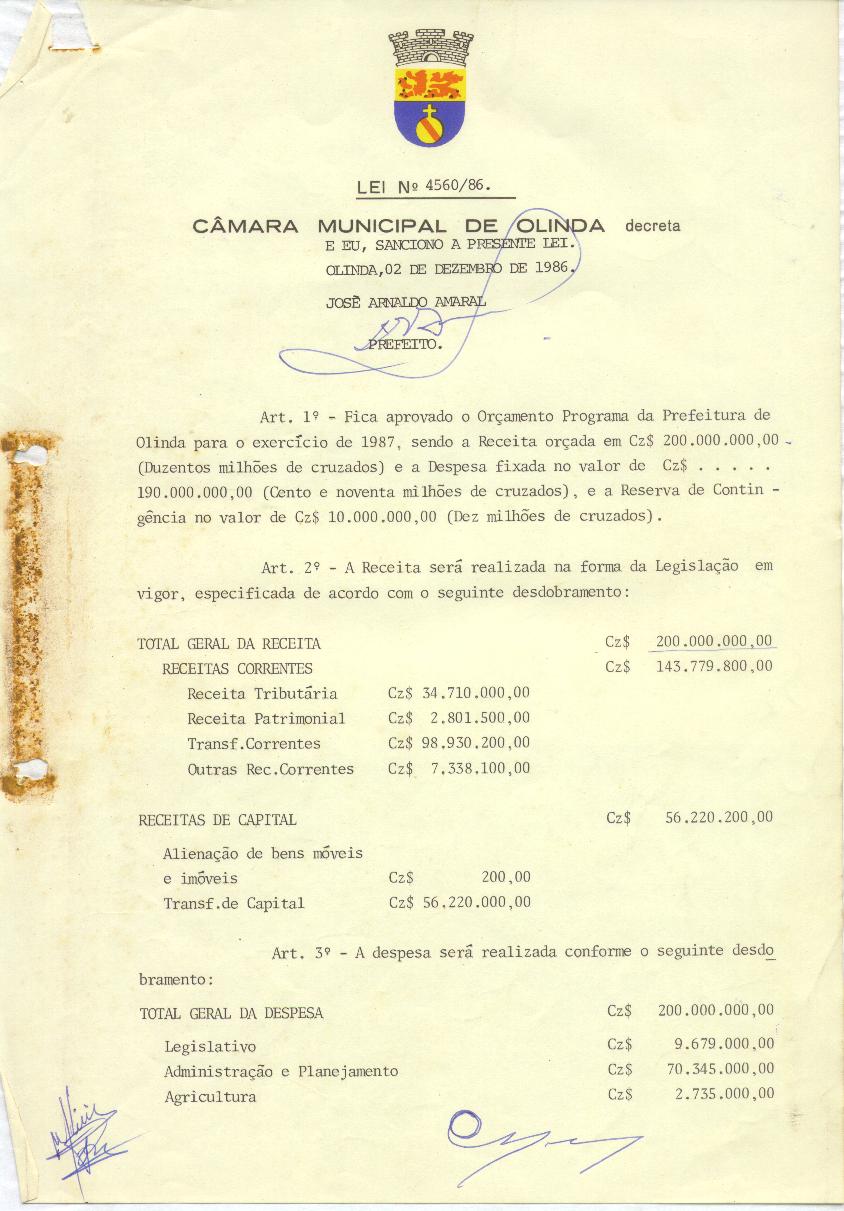 LEI Nº 4560/86.
CÂMARA MUNICIPAL DE OLINDA decreta
E EU, SANCIONO A PRESENTE LEI.
OLINDA,02 DE DEZEMBRO DE 1986.
JOSÉ ARNALDO AMARAL
PREFEITO.
Art. 1º - Fica aprovado o Orçamento Programa da Prefeitura de
Olinda para o exercício de 1987, sendo a Receita orçada em Cz$ 200.000.000,00 -
(Duzentos milhões de cruzados) e a Despesa fixada no valor de Cz$ . . . . .
190.000.000,00 (Cento e noventa milhões de cruzados), e a Reserva de Contin -
gência no valor de Cz$ 10.000.000,00 (Dez milhões de cruzados).
Art. 2º - A Receita será realizada na forma da Legislação em
vigor, especificada de acordo com o seguinte desdobramento:
TOTAL GERAL DA RECEITA Cz$ 200.000.000,00
RECEITAS CORRENTES Cz$ 143.779.800,00
Receita Tributária Cz$ 34.710.000,00
Receita Patrimonial Cz$ 2.801.500,00
Transf.Correntes Cz$ 98.930.200,00
Outras Rec.Correntes Cz$ 7.338.100,00
RECEITAS DE CAPITAL Cz$ 56.220.200,00
Alienação de bens móveis
e imóveis Cz$ 200,00
Transf.de Capital Cz$ 56.220.000,00
Art. 3º - A despesa será realizada conforme o seguinte desdo
bramento:
TOTAL GERAL DA DESPESA Cz$ 200.000.000,00
Legislativo Cz$ 9.679.000,00
Administração e Planejamento Cz$ 70.345.000,00
Agricultura Cz$ 2.735.000,00